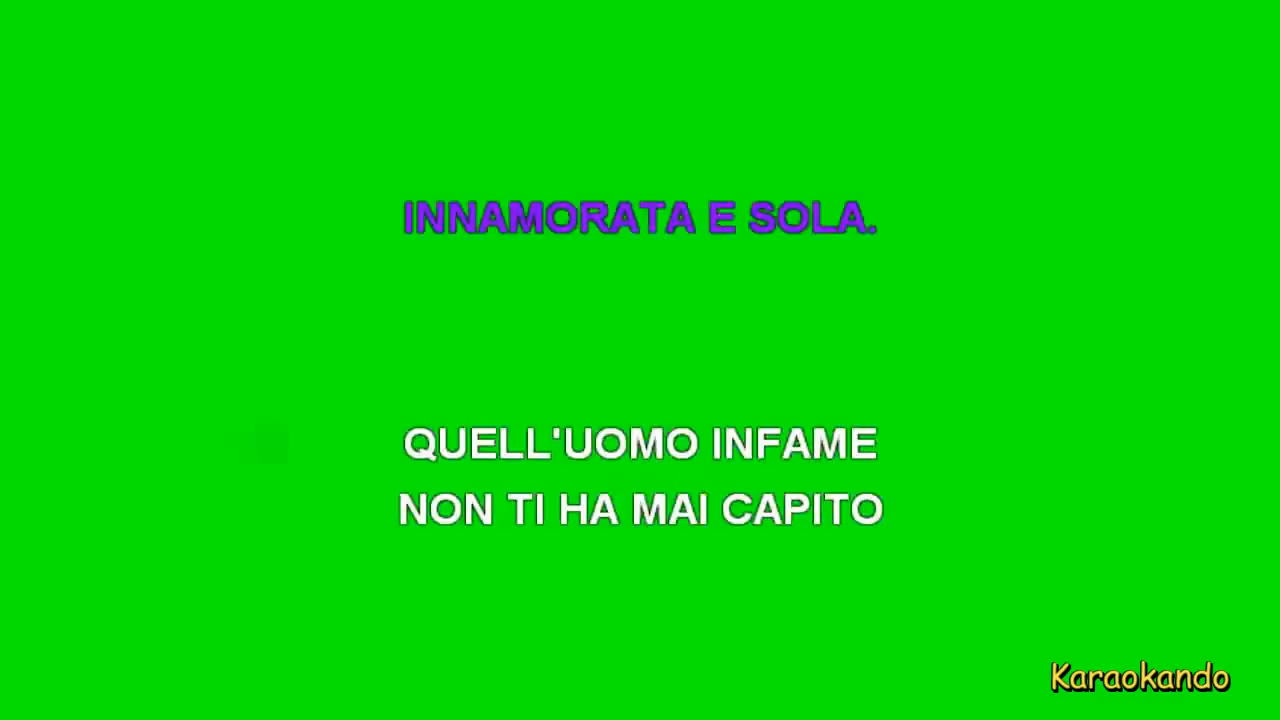 INNAMORATA E SOLA.
QUELL'UOMO INFAME
NON TI HA MAI CAPITO
Karaokando